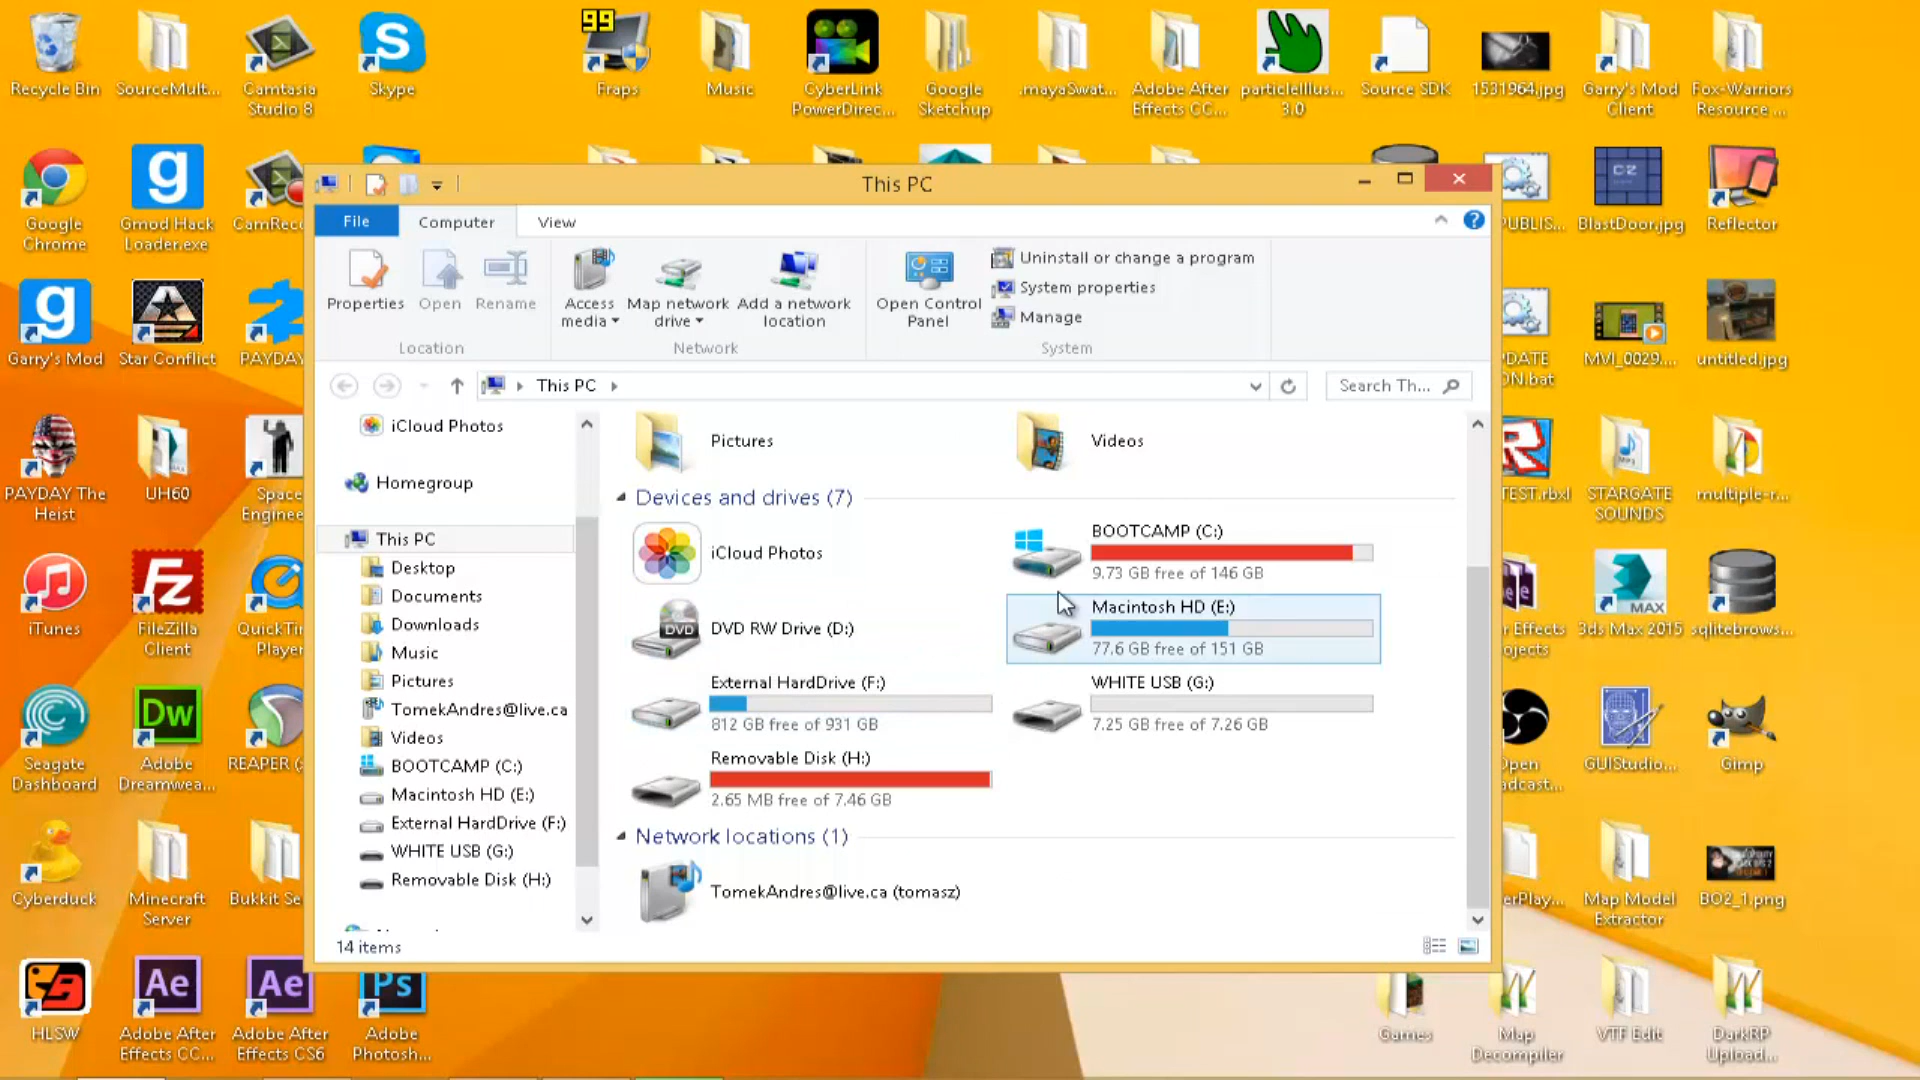 Recycle Bin
SourceMult...
Camtasia
Studio 8
Skype
99
Fraps
Music
CyberLink
PowerDirec...
Google
Sketchup
.mayaSwat...
Adobe After
Effects CC...
particleIllus...
3.0
Source SDK
1531964.jpg
Garry's Mod
Client
Fox-Warriors
Resource ...
Google
Chrome
Gmod Hack
Loader.exe
CamRec
PUBLIS...
BlastDoor.jpg
Reflector
This PC
File
Computer
View
Properties
Open
Rename
Access
media
Map network
drive
Add a network
location
Open Control
Panel
Uninstall or change a program
System properties
Manage
Location
Network
System
This PC
Search Th...
Garry's Mod
Star Conflict
PAYDAY
PDATE
ON.bat
MVI_0029....
untitled.jpg
PAYDAY The
Heist
UH60
Space
Enginee
TEST.rbxl
STARGATE
SOUNDS
multiple-r...
iCloud Photos
Homegroup
This PC
Desktop
Documents
Downloads
Music
Pictures
TomekAndres@live.ca
Videos
BOOTCAMP (C:)
Macintosh HD (E:)
External HardDrive (F:)
WHITE USB (G:)
Removable Disk (H:)
Pictures
Videos
Devices and drives (7)
iCloud Photos
BOOTCAMP (C:)
9.73 GB free of 146 GB
DVD
DVD RW Drive (D:)
Macintosh HD (E:)
77.6 GB free of 151 GB
External HardDrive (F:)
812 GB free of 931 GB
WHITE USB (G:)
7.25 GB free of 7.26 GB
Removable Disk (H:)
2.65 MB free of 7.46 GB
Network locations (1)
TomekAndres@live.ca (tomasz)
14 items
iTunes
FileZilla
Client
QuickTin
Player
r Effects
ojects
MAX
3ds Max 2015
sqlitebrows...
Seagate
Dashboard
Dw
Adobe
Dreamwea...
REAPER (
Open
adcast...
GUIStudio...
Gimp
Cyberduck
Minecraft
Server
Bukkit Se
erPlay...
Map Model
Extractor
BO2_1.png
HLSW
Ae
Adobe After
Effects CC...
Ae
Adobe After
Effects CS6
Ps
Adobe
Photosh...
Games
Map
Decompiler
VTF Edit
DarkRP
Upload...